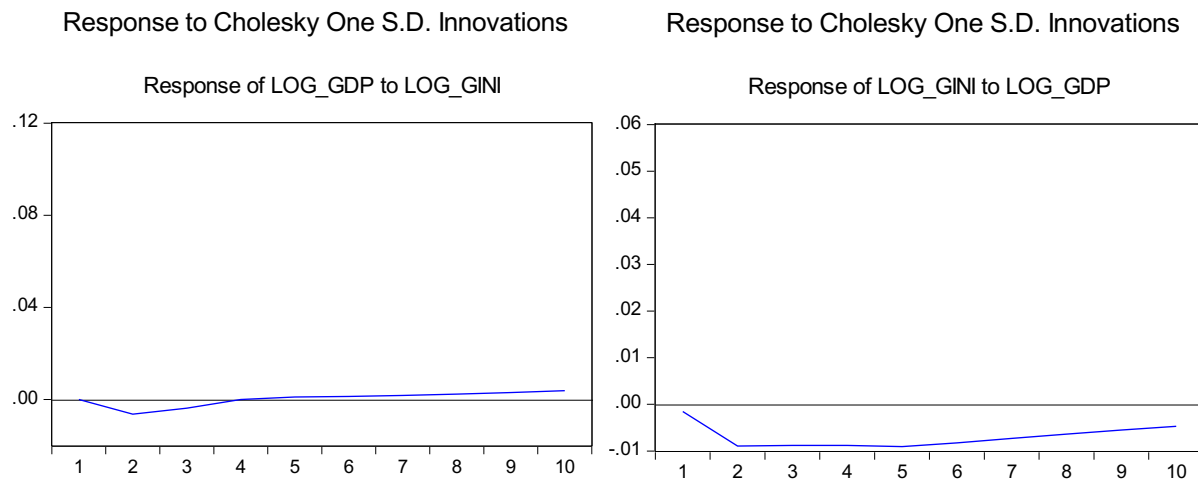 Response to Cholesky One S.D. Innovations
Response of LOG_GDP to LOG_GINI
.12
.08
.04
.00
1 2 3 4 5 6 7 8 9 10
Response to Cholesky One S.D. Innovations
Response of LOG_GINI to LOG_GDP
.06
.05
.04
.03
.02
.01
.00
-.01
1 2 3 4 5 6 7 8 9 10